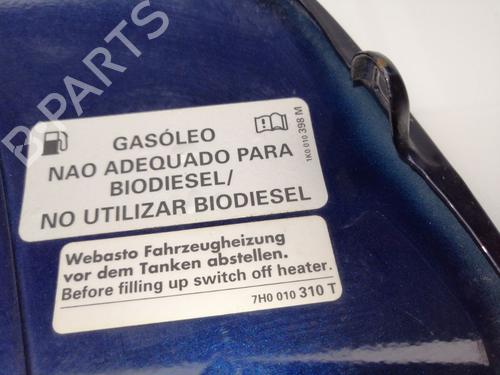 B PARTS
GASÓLEO
NAO ADEQUADO PARA
BIODIESEL/
NO UTILIZAR BIODIESEL
1K0 010 398 M
Webasto Fahrzeugheizung
vor dem Tanken abstellen.
Before filling up switch off heater.
7H0 010 310 T